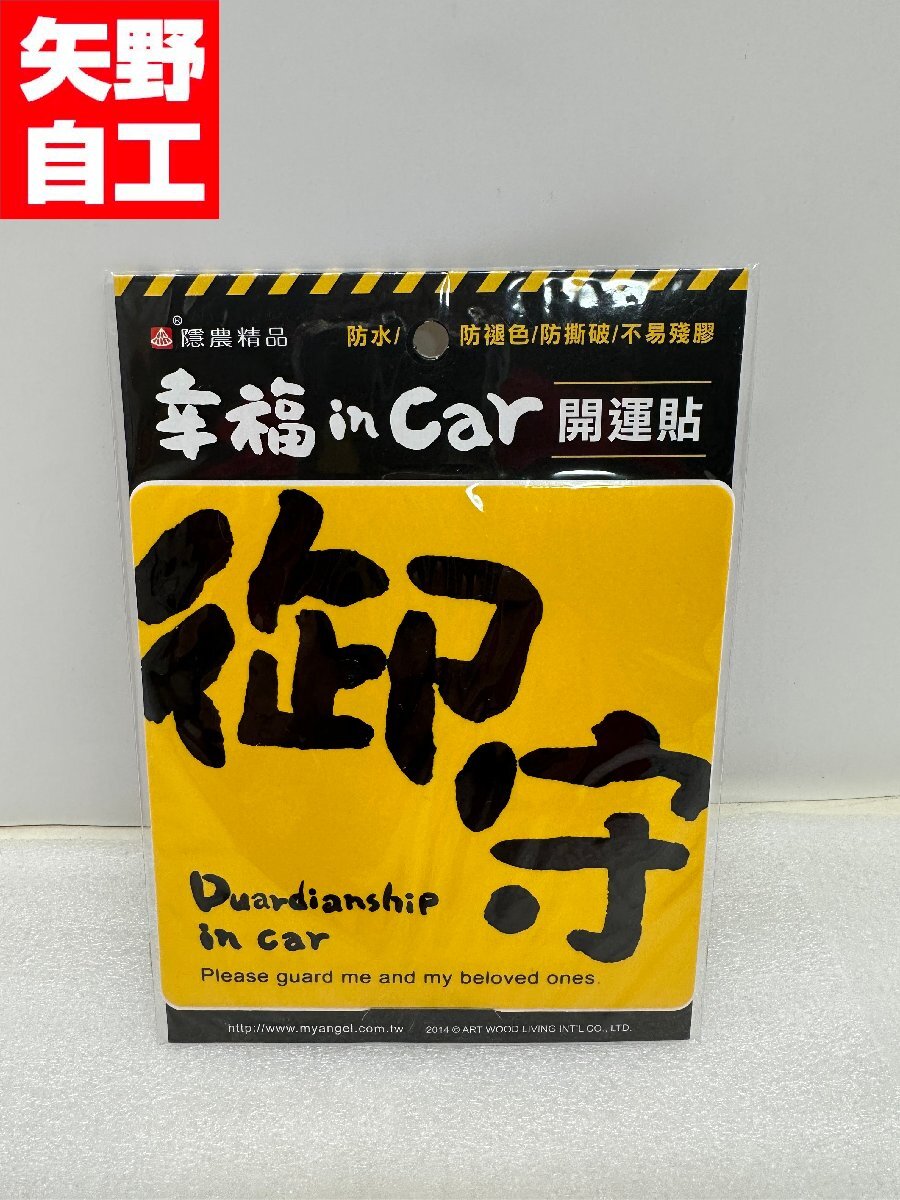 矢野
自工
隱農精品® 防水/防褪色/防撕破/不易殘膠
幸福 in Car 開運貼
御守
Duardianship
in car
Please guard me and my beloved ones.
http://www.myangel.com.tw 2014 © ART WOOD LIVING INT'L CO., LTD.